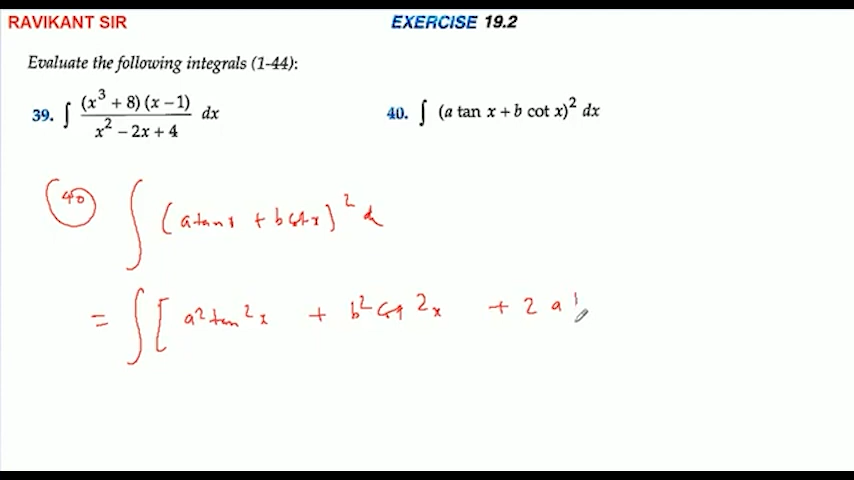 RAVIKANT SIR
EXERCISE 19.2
Evaluate the following integrals (1-44):
39. ∫ (x³ + 8)(x − 1) / x² − 2x + 4 dx
40. ∫ (a tan x + b cot x)² dx
40 ∫ (a tan x + b cot x)² dx
= ∫ [ a² tan² x + b² cot² x + 2 a